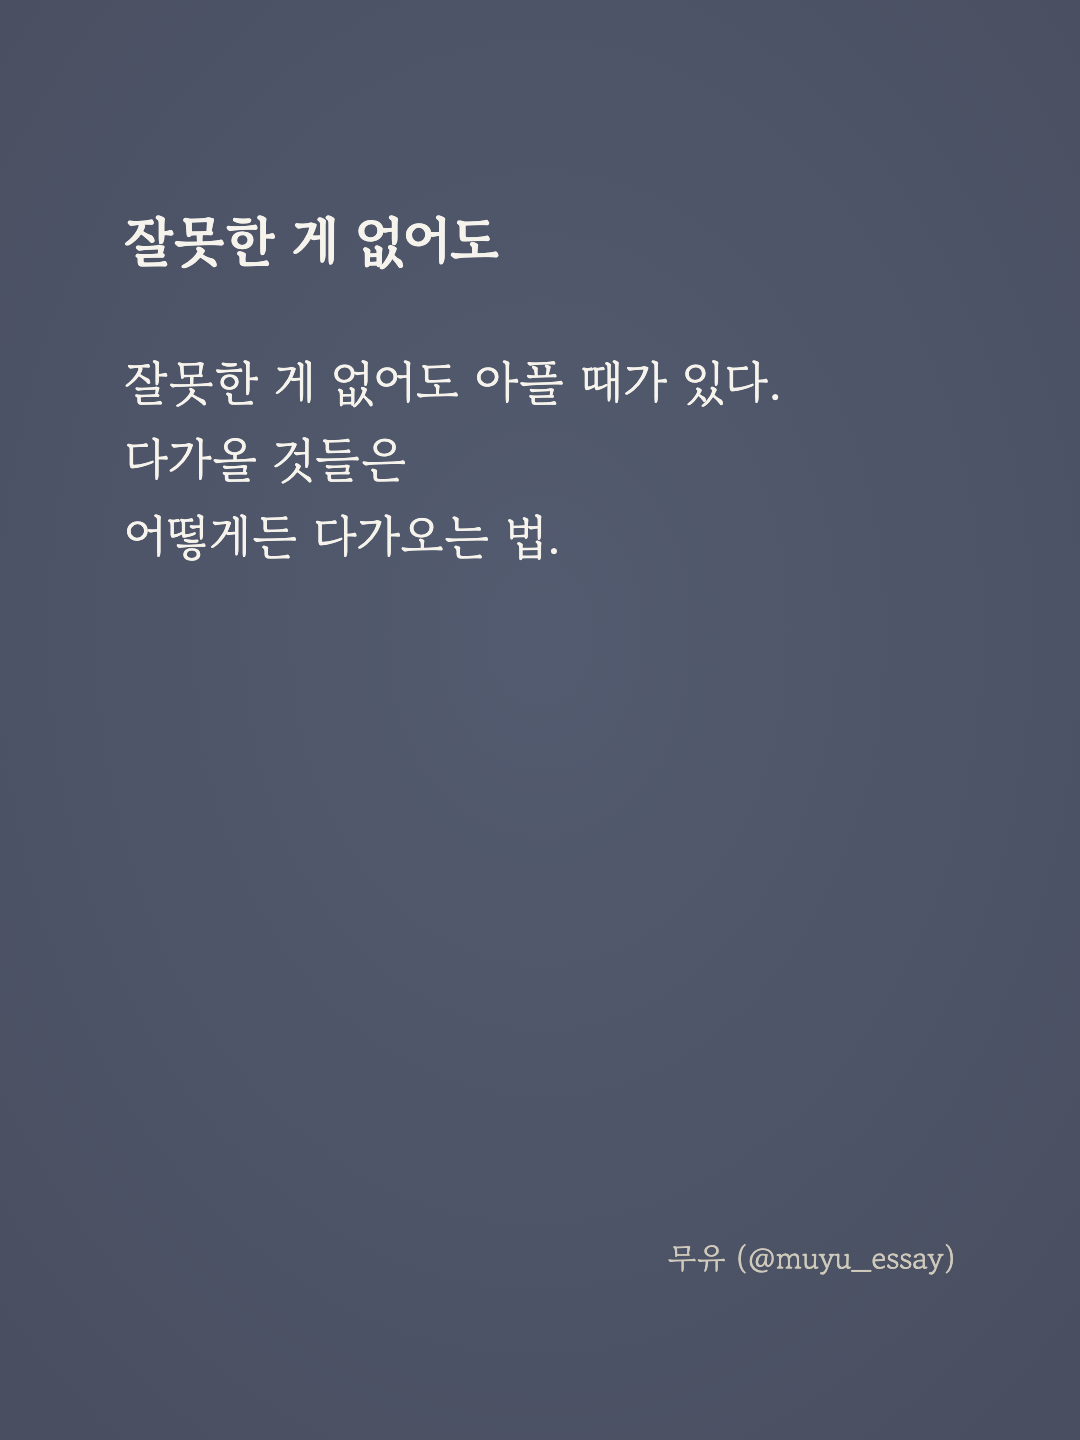 잘못한 게 없어도
잘못한 게 없어도 아플 때가 있다.
다가올 것들은
어떻게든 다가오는 법.
무유 (@muyu_essay)